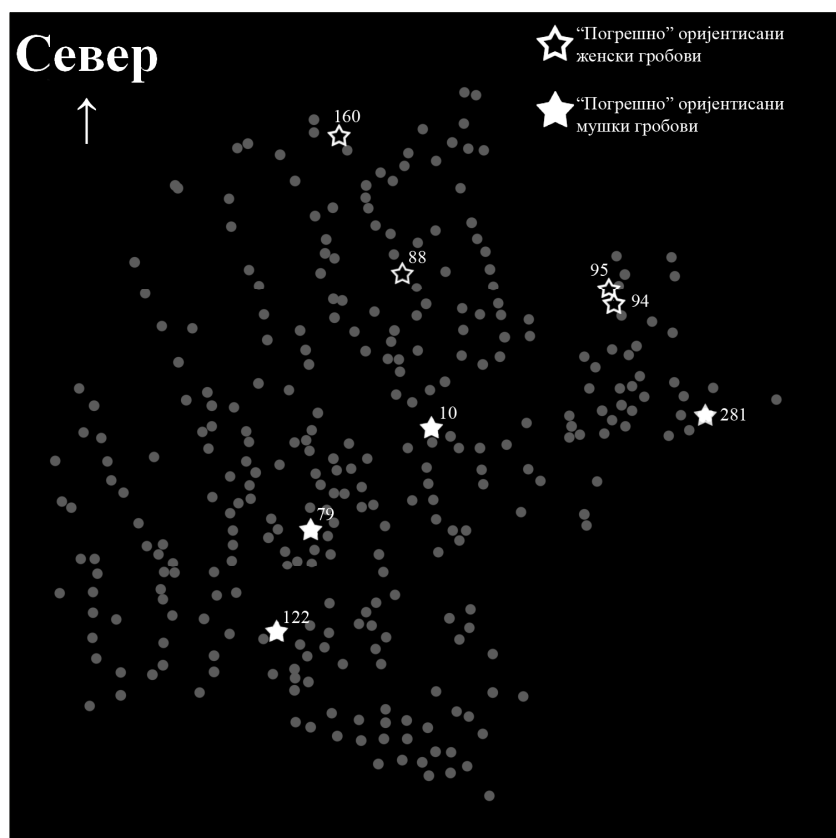 Север
“Погрешно” оријентисани
женски гробови
“Погрешно” оријентисани
мушки гробови
160
88
95
94
10
281
79
122